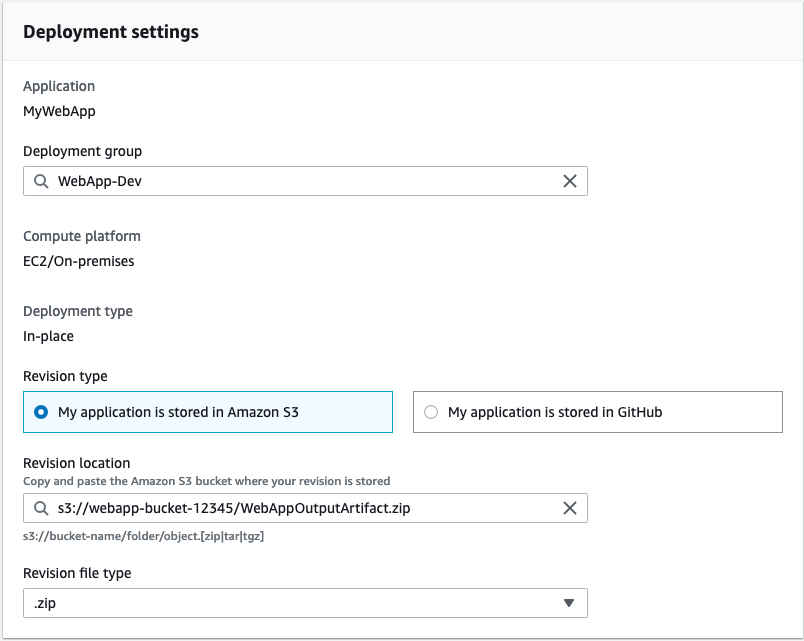 Deployment settings
Application
MyWebApp
Deployment group
WebApp-Dev
Compute platform
EC2/On-premises
Deployment type
In-place
Revision type
My application is stored in Amazon S3
My application is stored in GitHub
Revision location
Copy and paste the Amazon S3 bucket where your revision is stored
s3://webapp-bucket-12345/WebAppOutputArtifact.zip
s3://bucket-name/folder/object.[zip|tar|tgz]
Revision file type
.zip